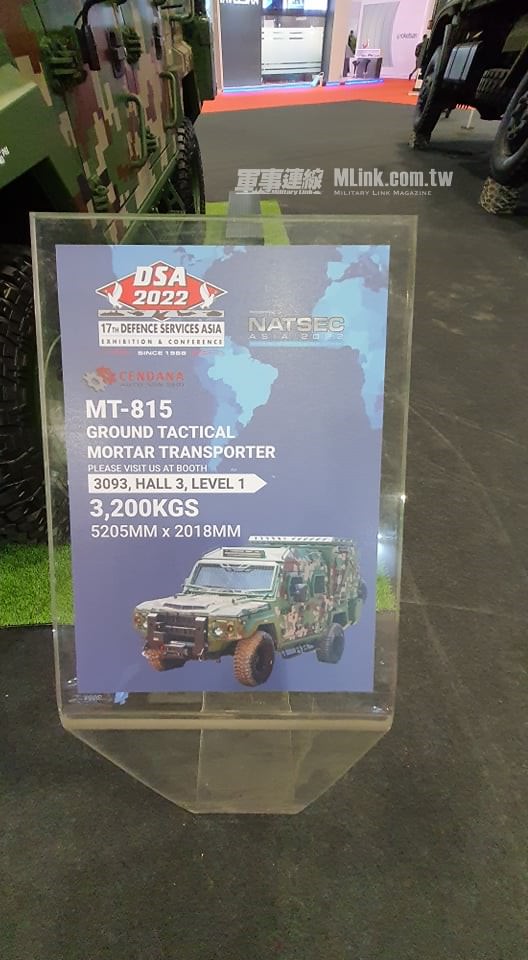 軍事連線 MLink.com.tw
Military Link MILITARY LINK MAGAZINE
DSA
2022
17TH DEFENCE SERVICES ASIA
EXHIBITION & CONFERENCE
SINCE 1988
NATSEC
ASIA 2022
CENDANA
MT-815
GROUND TACTICAL
MORTAR TRANSPORTER
PLEASE VISIT US AT BOOTH
3093, HALL 3, LEVEL 1
3,200KGS
5205MM x 2018MM